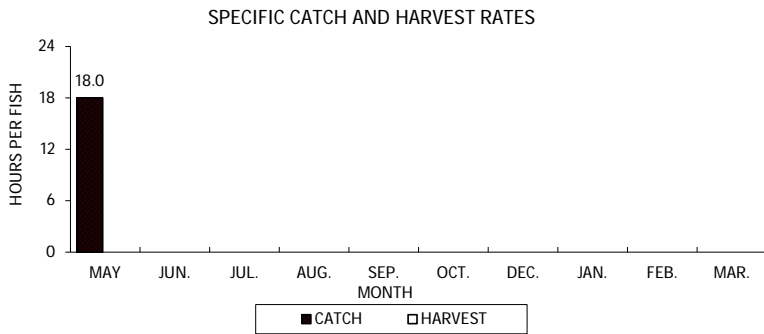 SPECIFIC CATCH AND HARVEST RATES
HOURS PER FISH
24
18
12
6
0
18.0
MAY JUN. JUL. AUG. SEP. OCT. DEC. JAN. FEB. MAR.
MONTH
CATCH HARVEST